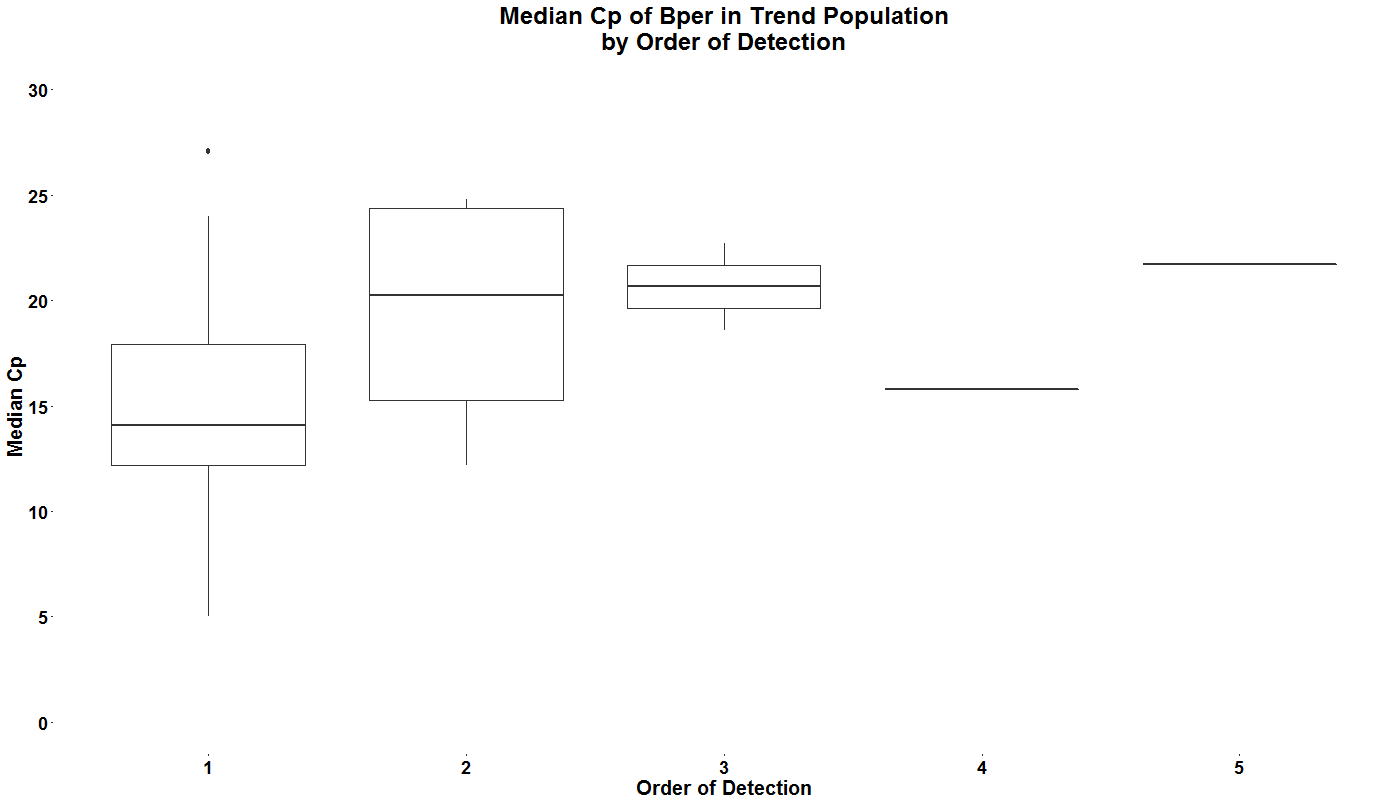 Median Cp of Bper in Trend Population
by Order of Detection
30
25
20
15
10
5
0
Median Cp
1 2 3 4 5
Order of Detection